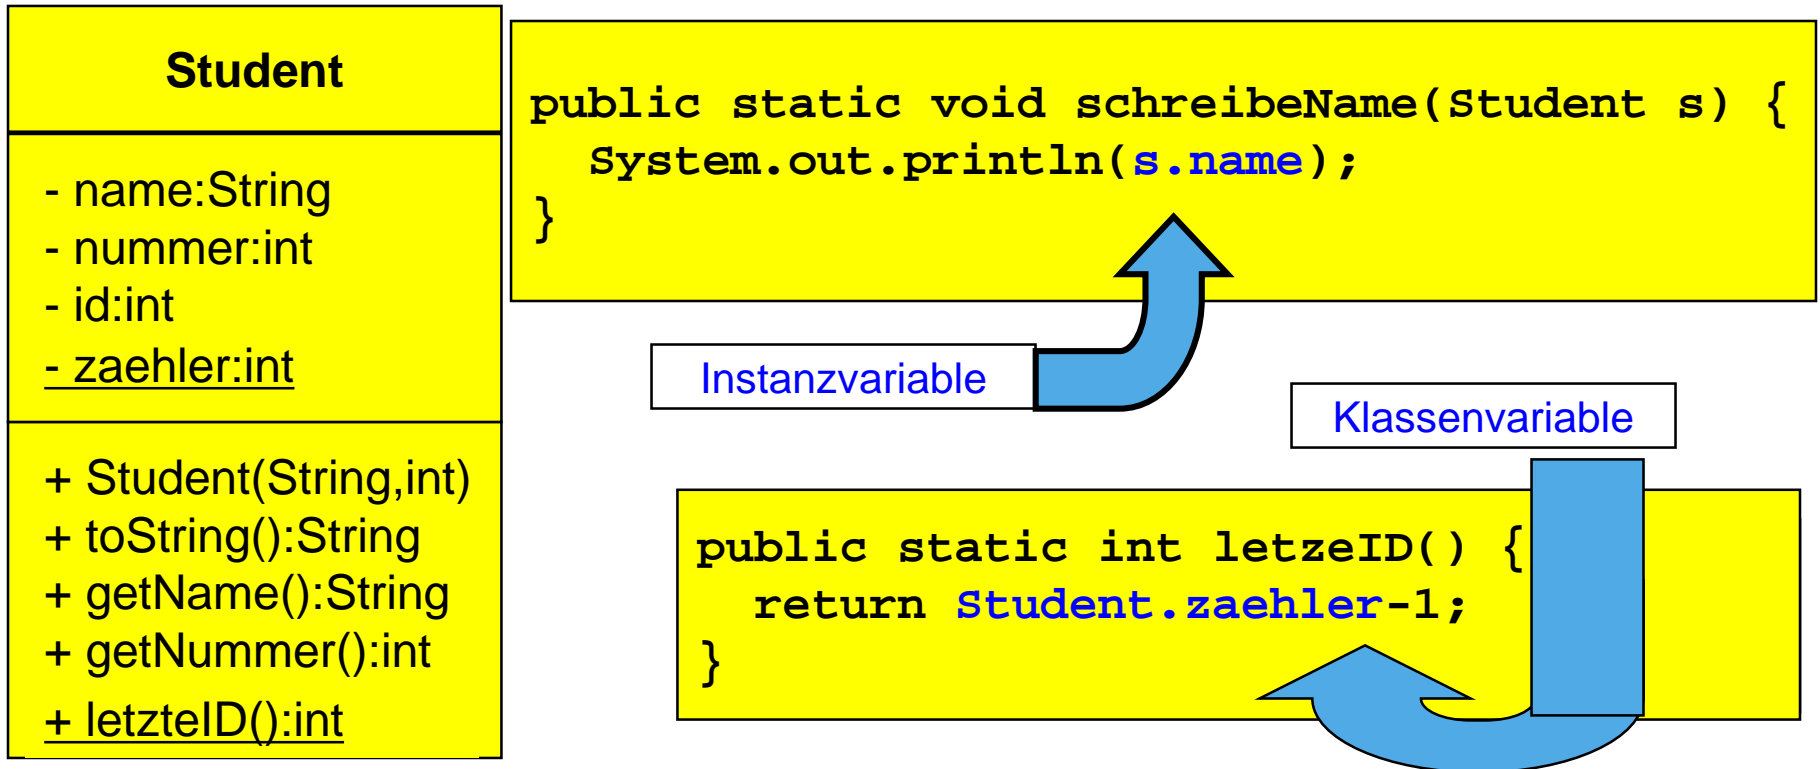 Student
- name:String
- nummer:int
- id:int
- zaehler:int
+ Student(String,int)
+ toString():String
+ getName():String
+ getNummer():int
+ letzteID():int
public static void schreibeName(Student s) {
System.out.println(s.name);
}
Instanzvariable
Klassenvariable
public static int letzeID() {
return Student.zaehler-1;
}